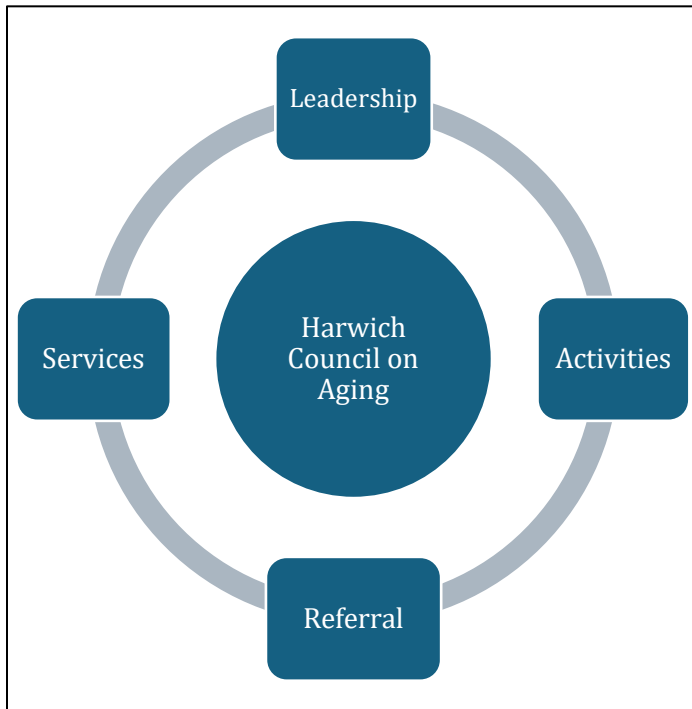 Leadership
Services
Harwich
Council on
Aging
Activities
Referral